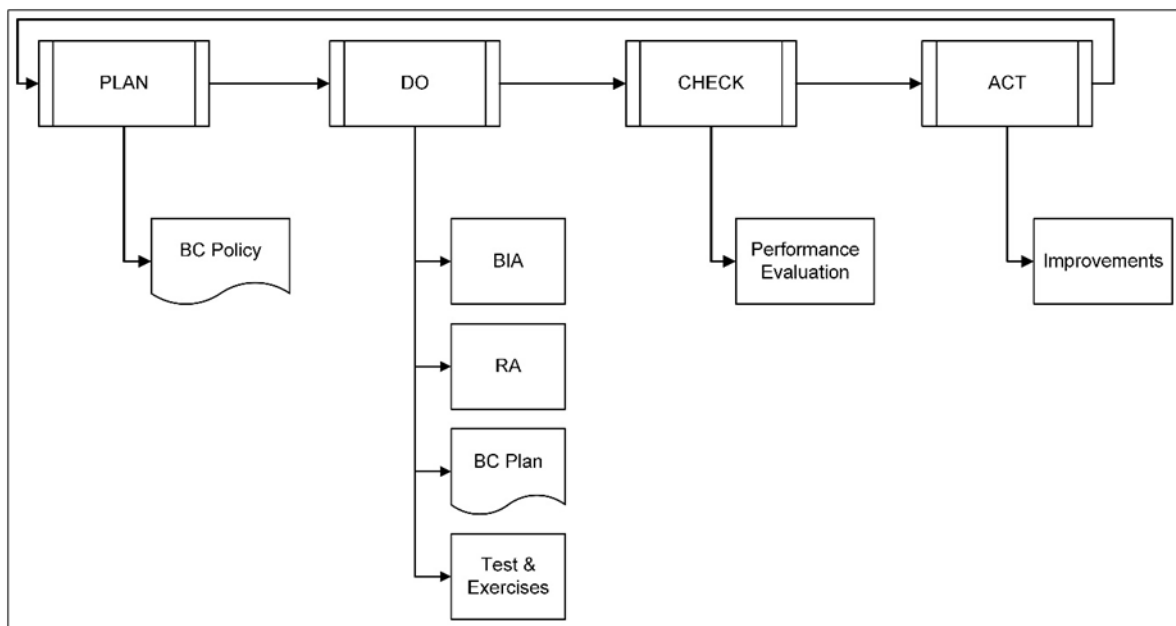 PLAN
DO
CHECK
ACT
BC Policy
BIA
Performance
Evaluation
Improvements
RA
BC Plan
Test &
Exercises